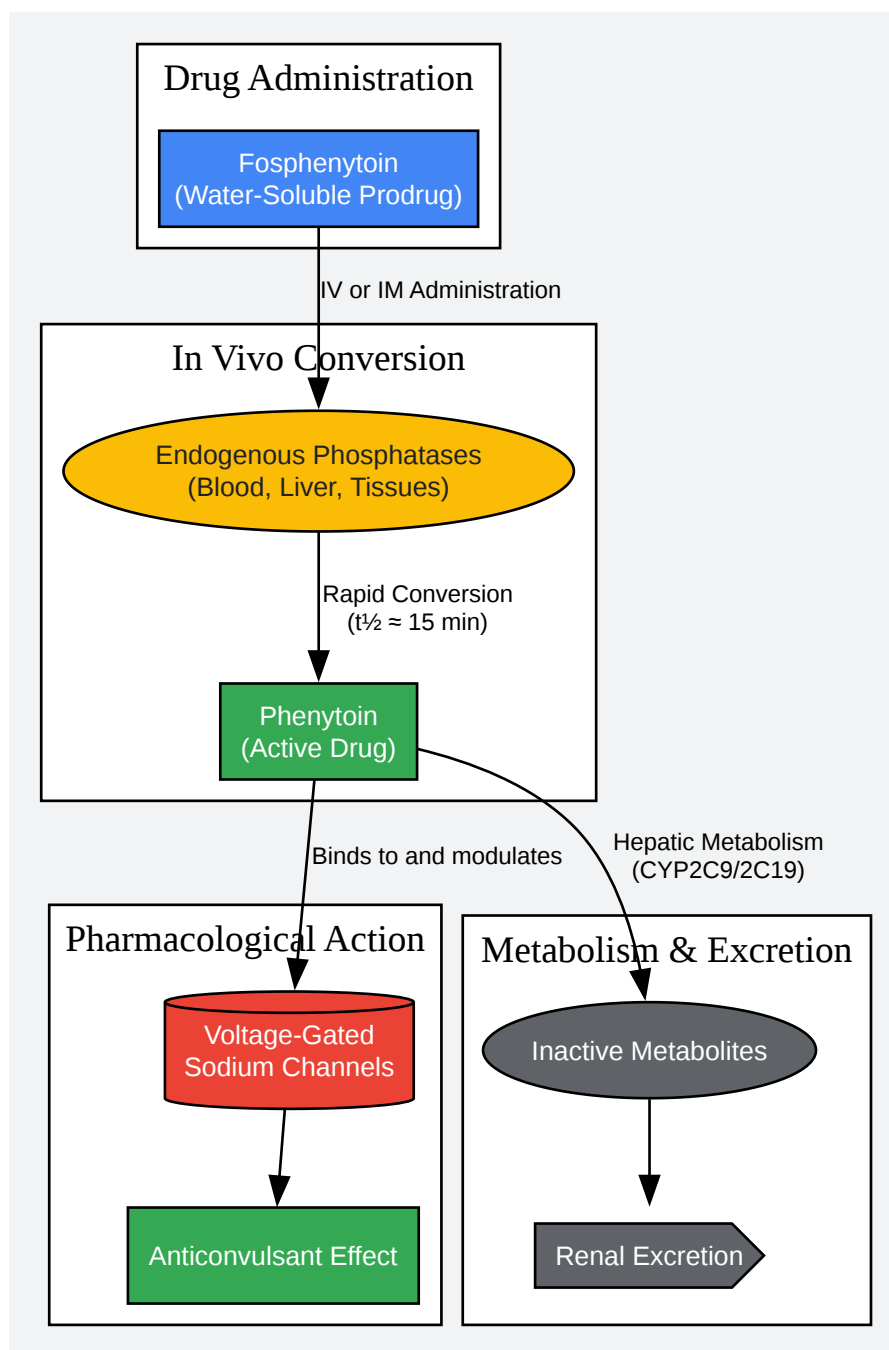 Drug Administration
Fosphenytoin
(Water-Soluble Prodrug)
IV or IM Administration
In Vivo Conversion
Endogenous Phosphatases
(Blood, Liver, Tissues)
Rapid Conversion
(t½ ≈ 15 min)
Phenytoin
(Active Drug)
Binds to and modulates
Hepatic Metabolism
(CYP2C9/2C19)
Pharmacological Action
Voltage-Gated
Sodium Channels
Anticonvulsant Effect
Metabolism & Excretion
Inactive Metabolites
Renal Excretion